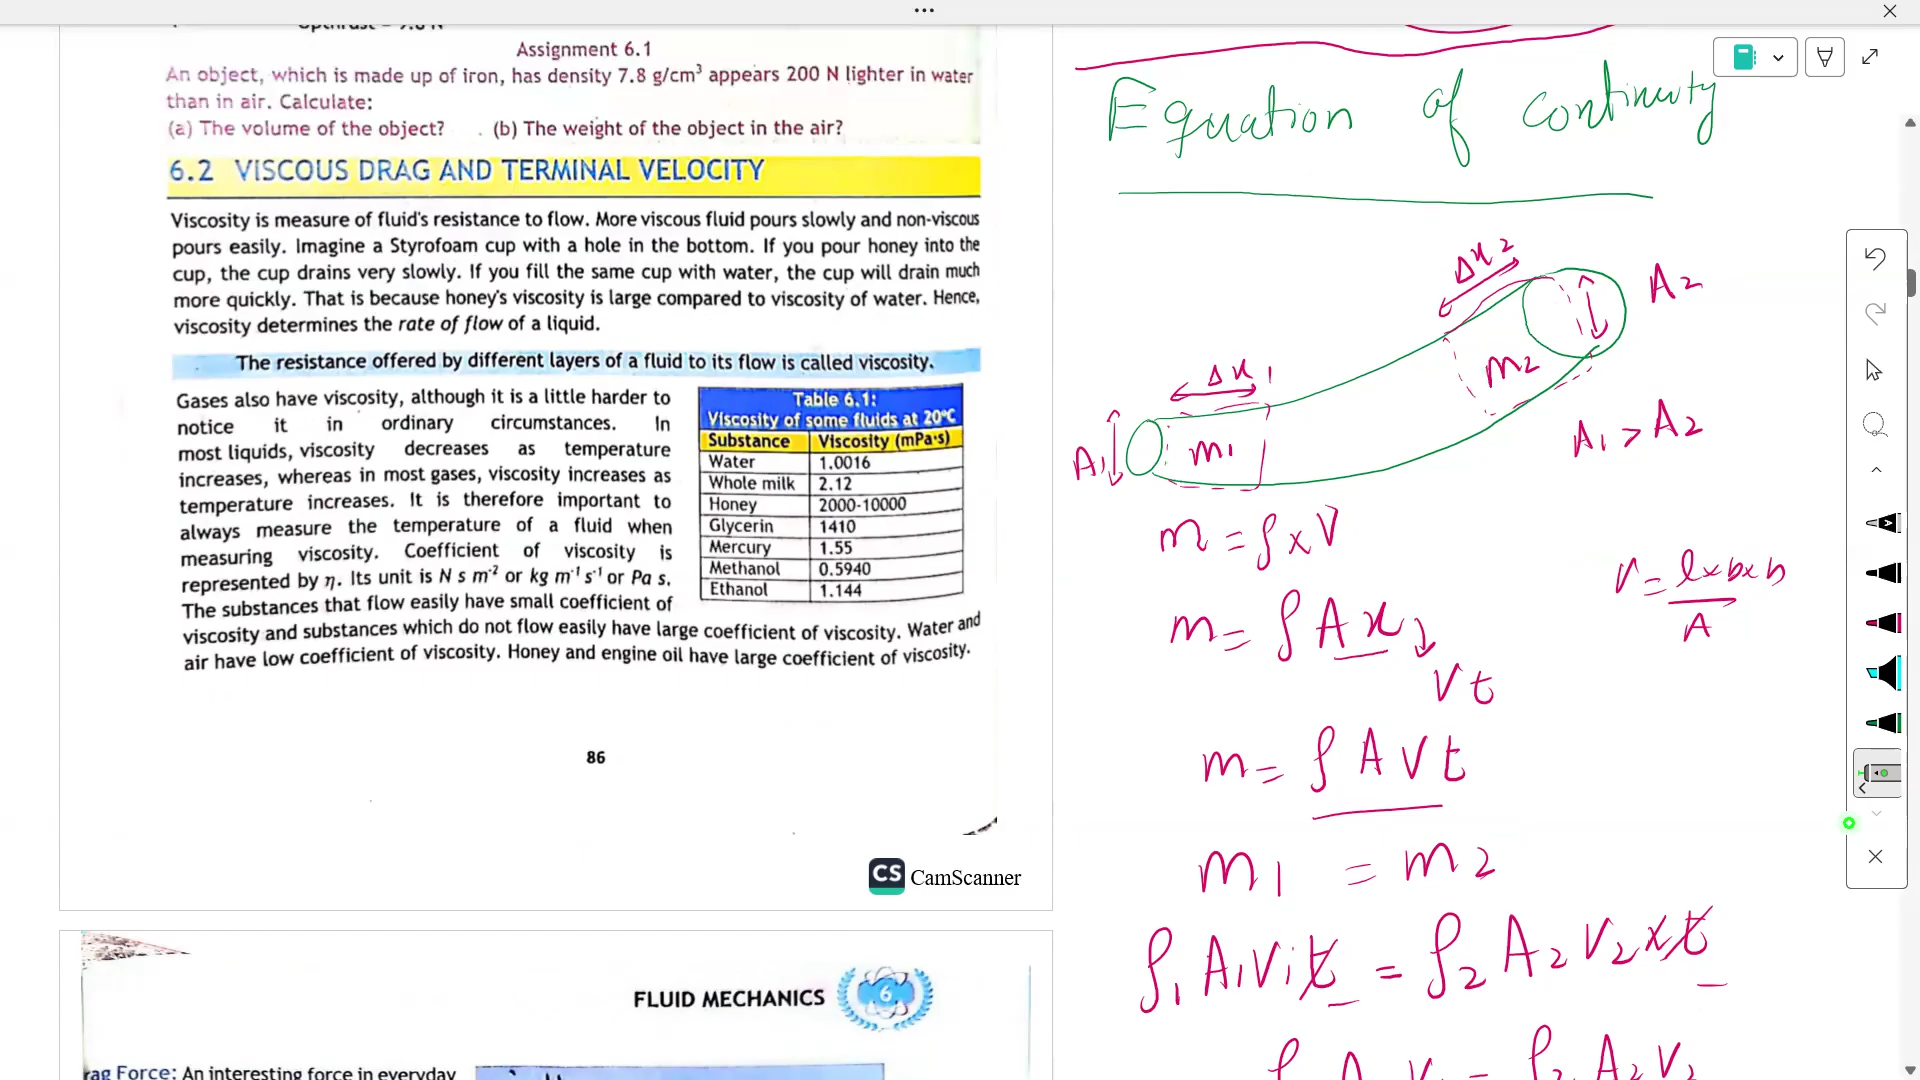 Assignment 6.1
An object, which is made up of iron, has density 7.8 g/cm³ appears 200 N lighter in water
than in air. Calculate:
(a) The volume of the object? (b) The weight of the object in the air?
6.2 VISCOUS DRAG AND TERMINAL VELOCITY
Viscosity is measure of fluid's resistance to flow. More viscous fluid pours slowly and non-viscous
pours easily. Imagine a Styrofoam cup with a hole in the bottom. If you pour honey into the
cup, the cup drains very slowly. If you fill the same cup with water, the cup will drain much
more quickly. That is because honey's viscosity is large compared to viscosity of water. Hence,
viscosity determines the rate of flow of a liquid.
The resistance offered by different layers of a fluid to its flow is called viscosity.
Gases also have viscosity, although it is a little harder to
notice it in ordinary circumstances. In
most liquids, viscosity decreases as temperature
increases, whereas in most gases, viscosity increases as
temperature increases. It is therefore important to
always measure the temperature of a fluid when
measuring viscosity. Coefficient of viscosity is
represented by η. Its unit is N s m⁻² or kg m⁻¹ s⁻¹ or Pa s.
The substances that flow easily have small coefficient of
viscosity and substances which do not flow easily have large coefficient of viscosity. Water and
air have low coefficient of viscosity. Honey and engine oil have large coefficient of viscosity.
Table 6.1:
Viscosity of some fluids at 20°C
Substance Viscosity (mPa·s)
Water 1.0016
Whole milk 2.12
Honey 2000-10000
Glycerin 1410
Mercury 1.55
Methanol 0.5940
Ethanol 1.144
86
CS CamScanner
FLUID MECHANICS 6
rag Force: An interesting force in everyday
Equation of continuity
Δx2
A2
Δx1
m2
A1
m1
A1 > A2
m = ρ x V
V = l x b x h
A
m = ρ A x
V t
m = ρ A V t
m1 = m2
ρ1 A1 V1 t = ρ2 A2 V2 x t
ρ A V = ρ2 A2 V2